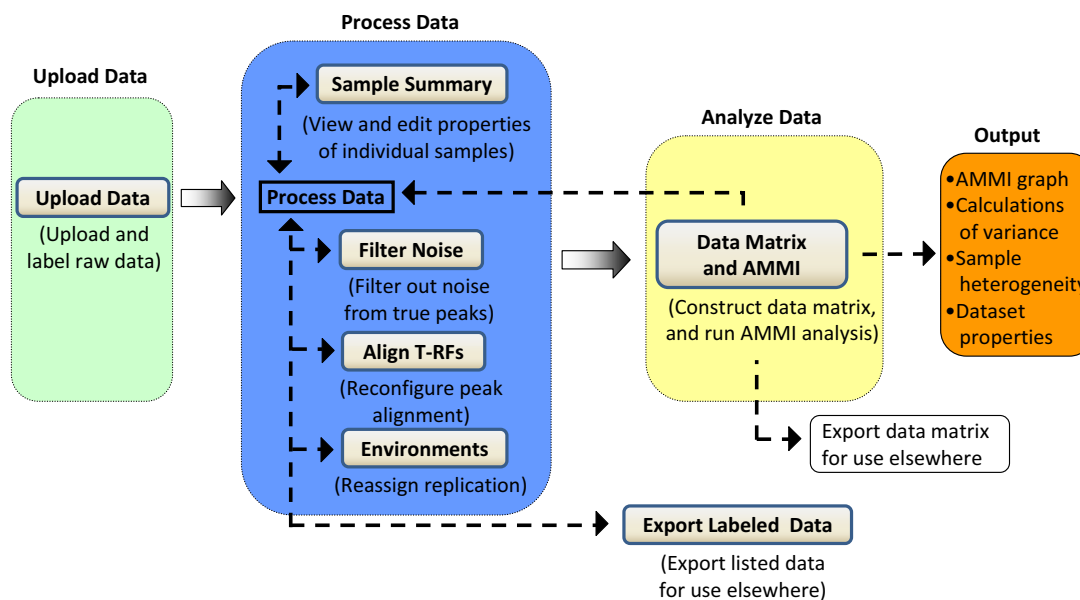 Upload Data
Upload Data
(Upload and
label raw data)
Process Data
Sample Summary
(View and edit properties
of individual samples)
Process Data
Filter Noise
(Filter out noise
from true peaks)
Align T-RFs
(Reconfigure peak
alignment)
Environments
(Reassign replication)
Export Labeled Data
(Export listed data
for use elsewhere)
Analyze Data
Data Matrix
and AMMI
(Construct data matrix,
and run AMMI analysis)
Export data matrix
for use elsewhere
Output
•AMMI graph
•Calculations
of variance
•Sample
heterogeneity
•Dataset
properties